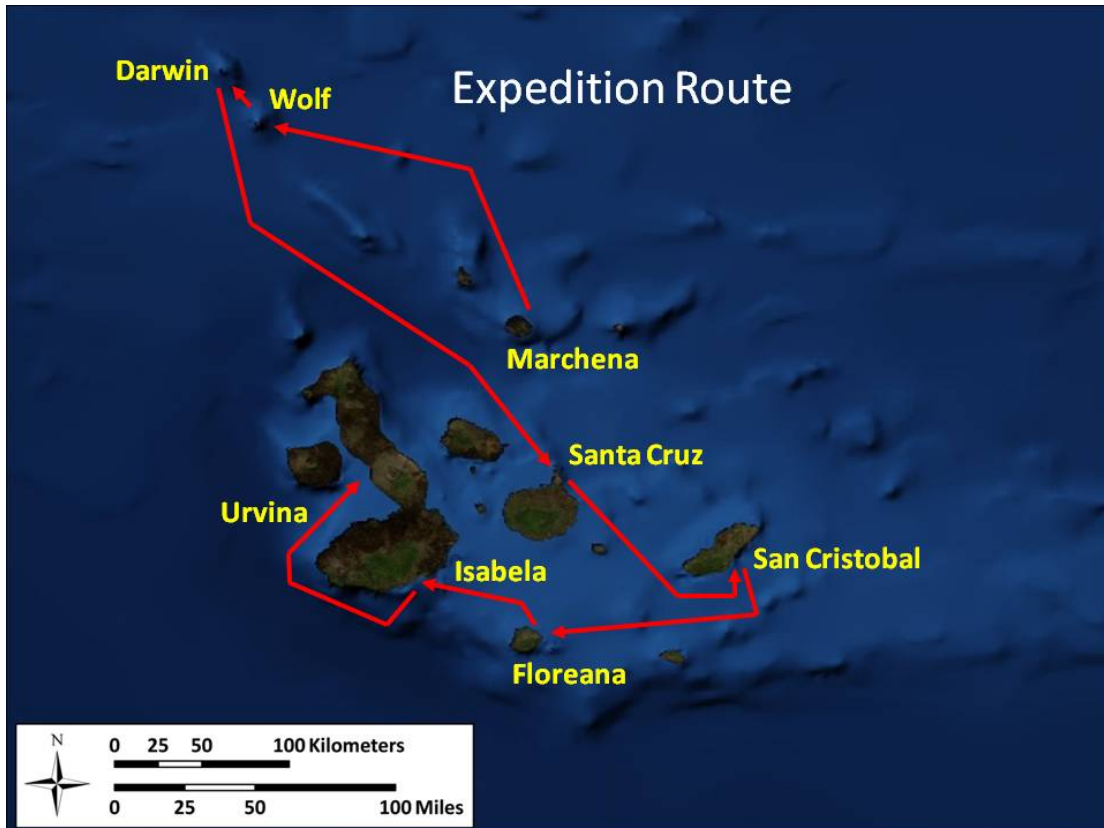 Expedition Route
Darwin
Wolf
Marchena
Santa Cruz
Urvina
Isabela
San Cristobal
Floreana
N
0 25 50 100 Kilometers
0 25 50 100 Miles